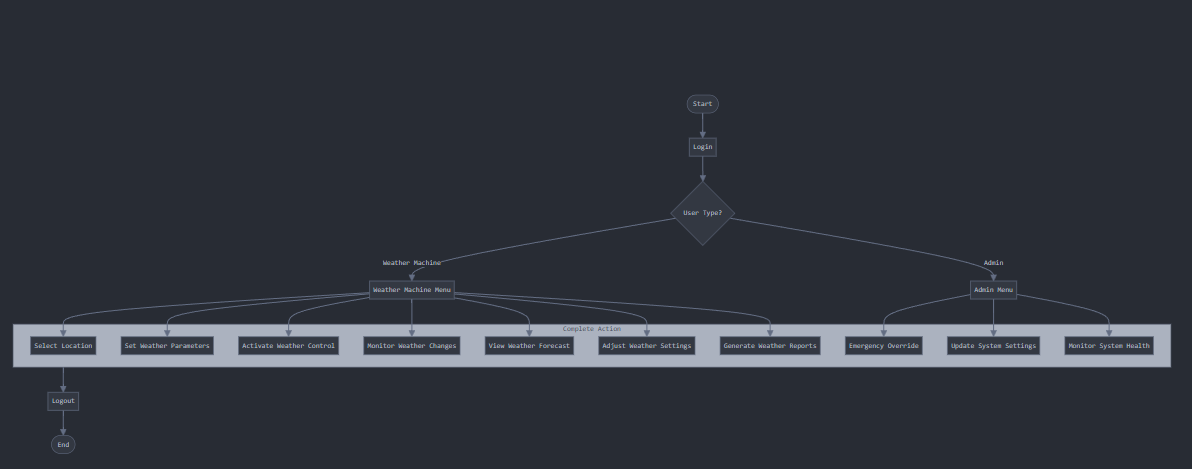 Start
Login
User Type?
Weather Machine
Admin
Weather Machine Menu
Admin Menu
Complete Action
Select Location
Set Weather Parameters
Activate Weather Control
Monitor Weather Changes
View Weather Forecast
Adjust Weather Settings
Generate Weather Reports
Emergency Override
Update System Settings
Monitor System Health
Logout
End